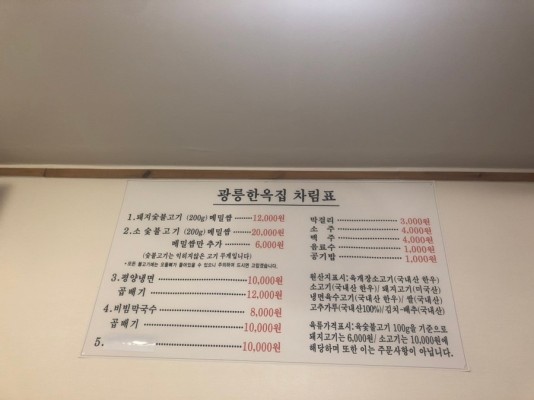 광릉한옥집 차림표
1.돼지숯불고기 (200g) 메밀쌈 ········ 12,000원
2.소 숯불고기 (200g) 메밀쌈 ········ 20,000원
메밀쌈만 추가 ········ 6,000원
(숯불고기는 익히지않은 고기 무게입니다)
3.평양냉면 ········ 10,000원
곱빼기 ········ 12,000원
4.비빔막국수 ········ 8,000원
곱빼기 ········ 10,000원
5. ········ 10,000원
막걸리 ········ 3,000원
소 주 ········ 4,000원
맥 주 ········ 4,000원
음료수 ········ 1,000원
공기밥 ········ 1,000원
원산지표시: 육개장소고기(국내산 한우)
소고기(국내산 한우)/ 돼지고기(미국산)
냉면육수고기(국내산 한우)/ 쌀(국내산)
고추가루(국내산100%)/ 김치-배추(국내산)
육류가격표시: 육숯불고기 100g을 기준으로
돼지고기는 6,000원/ 소고기는 10,000원에
해당하며 또한 이는 주문사항이 아닙니다.